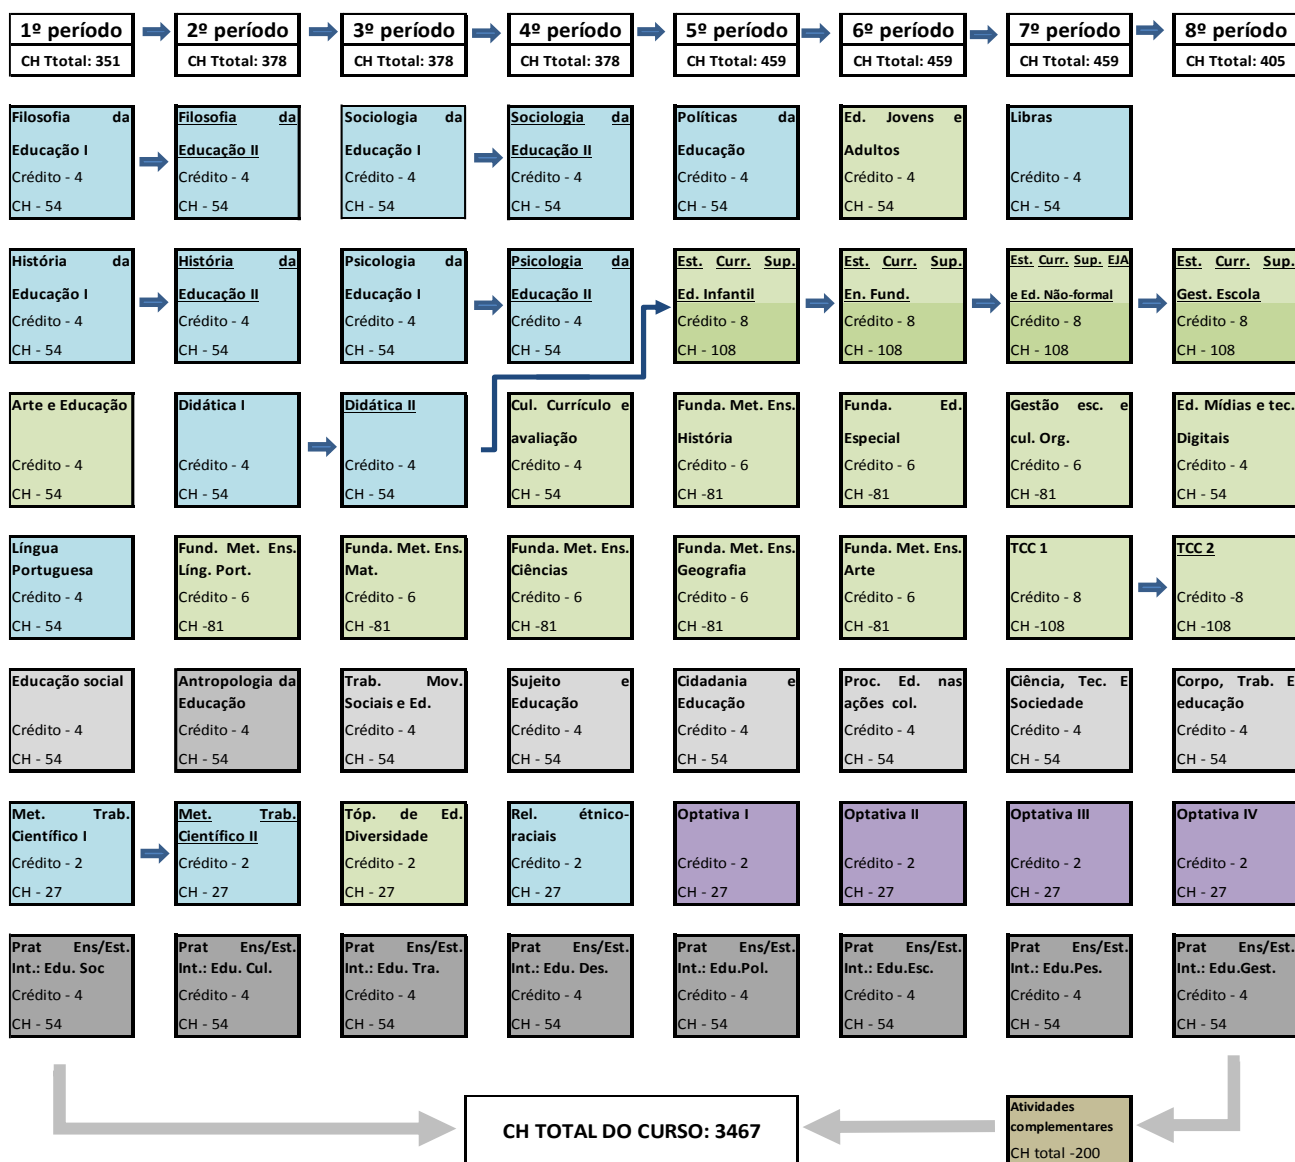 1º período
CH Ttotal: 351
2º período
CH Ttotal: 378
3º período
CH Ttotal: 378
4º período
CH Ttotal: 378
5º período
CH Ttotal: 459
6º período
CH Ttotal: 459
7º período
CH Ttotal: 459
8º período
CH Ttotal: 405
Filosofia da
Educação I
Crédito - 4
CH - 54
Filosofia da
Educação II
Crédito - 4
CH - 54
Sociologia da
Educação I
Crédito - 4
CH - 54
Sociologia da
Educação II
Crédito - 4
CH - 54
Políticas da
Educação
Crédito - 4
CH - 54
Ed. Jovens e
Adultos
Crédito - 4
CH - 54
Libras
Crédito - 4
CH - 54
História da
Educação I
Crédito - 4
CH - 54
História da
Educação II
Crédito - 4
CH - 54
Psicologia da
Educação I
Crédito - 4
CH - 54
Psicologia da
Educação II
Crédito - 4
CH - 54
Est. Curr. Sup.
Ed. Infantil
Crédito - 8
CH - 108
Est. Curr. Sup.
En. Fund.
Crédito - 8
CH - 108
Est. Curr. Sup. EJA
e Ed. Não-formal
Crédito - 8
CH - 108
Est. Curr. Sup.
Gest. Escola
Crédito - 8
CH - 108
Arte e Educação
Crédito - 4
CH - 54
Didática I
Crédito - 4
CH - 54
Didática II
Crédito - 4
CH - 54
Cul. Currículo e
avaliação
Crédito - 4
CH - 54
Funda. Met. Ens.
História
Crédito - 6
CH -81
Funda. Ed.
Especial
Crédito - 6
CH -81
Gestão esc. e
cul. Org.
Crédito - 6
CH -81
Ed. Mídias e tec.
Digitais
Crédito - 4
CH - 54
Língua
Portuguesa
Crédito - 4
CH - 54
Fund. Met. Ens.
Líng. Port.
Crédito - 6
CH -81
Funda. Met. Ens.
Mat.
Crédito - 6
CH -81
Funda. Met. Ens.
Ciências
Crédito - 6
CH -81
Funda. Met. Ens.
Geografia
Crédito - 6
CH -81
Funda. Met. Ens.
Arte
Crédito - 6
CH -81
TCC 1
Crédito - 8
CH -108
TCC 2
Crédito -8
CH -108
Educação social
Crédito - 4
CH - 54
Antropologia da
Educação
Crédito - 4
CH - 54
Trab. Mov.
Sociais e Ed.
Crédito - 4
CH - 54
Sujeito e
Educação
Crédito - 4
CH - 54
Cidadania e
Educação
Crédito - 4
CH - 54
Proc. Ed. nas
ações col.
Crédito - 4
CH - 54
Ciência, Tec. E
Sociedade
Crédito - 4
CH - 54
Corpo, Trab. E
educação
Crédito - 4
CH - 54
Met. Trab.
Científico I
Crédito - 2
CH - 27
Met. Trab.
Científico II
Crédito - 2
CH - 27
Tóp. de Ed.
Diversidade
Crédito - 2
CH - 27
Rel. étnico-
raciais
Crédito - 2
CH - 27
Optativa I
Crédito - 2
CH - 27
Optativa II
Crédito - 2
CH - 27
Optativa III
Crédito - 2
CH - 27
Optativa IV
Crédito - 2
CH - 27
Prat Ens/Est.
Int.: Edu. Soc
Crédito - 4
CH - 54
Prat Ens/Est.
Int.: Edu. Cul.
Crédito - 4
CH - 54
Prat Ens/Est.
Int.: Edu. Tra.
Crédito - 4
CH - 54
Prat Ens/Est.
Int.: Edu. Des.
Crédito - 4
CH - 54
Prat Ens/Est.
Int.: Edu.Pol.
Crédito - 4
CH - 54
Prat Ens/Est.
Int.: Edu.Esc.
Crédito - 4
CH - 54
Prat Ens/Est.
Int.: Edu.Pes.
Crédito - 4
CH - 54
Prat Ens/Est.
Int.: Edu.Gest.
Crédito - 4
CH - 54
CH TOTAL DO CURSO: 3467
Atividades
complementares
CH total -200